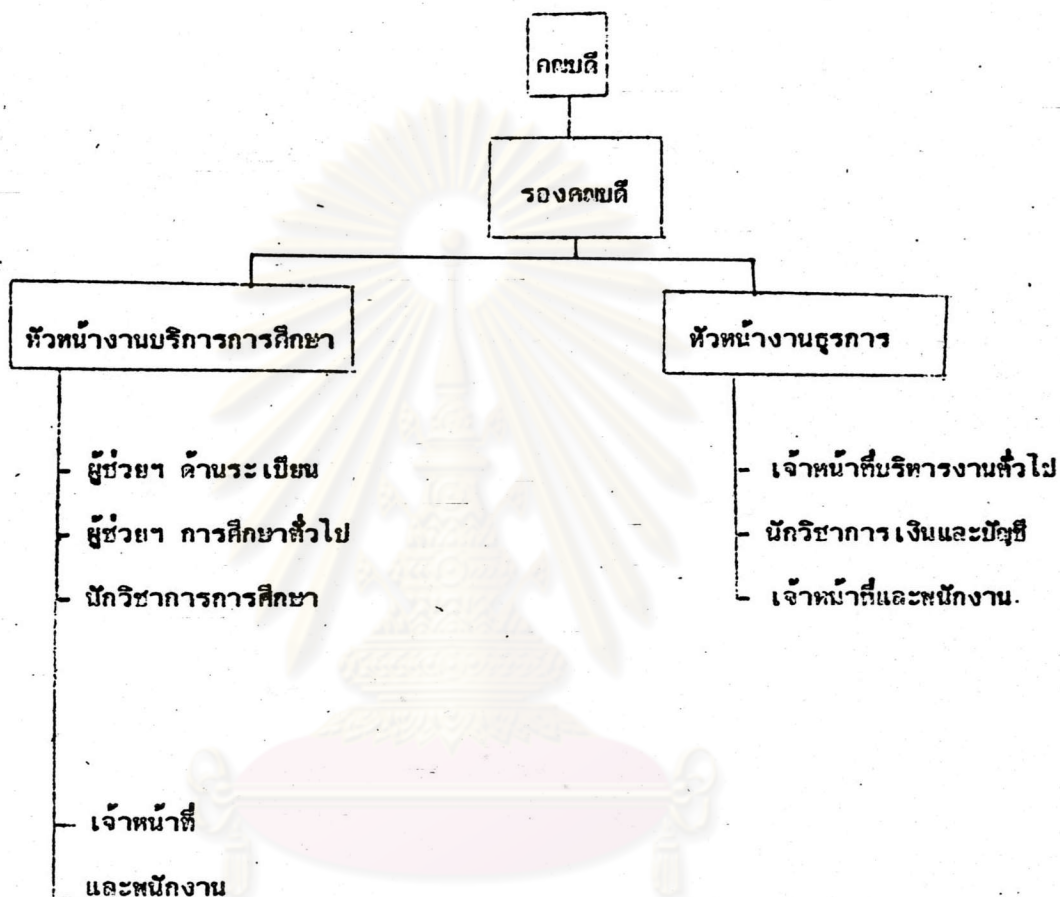 คณบดี
รองคณบดี
หัวหน้างานบริการการศึกษา
หัวหน้างานธุรการ
ผู้ช่วยฯ ด้านระเบียน
ผู้ช่วยฯ การศึกษาทั่วไป
นักวิชาการการศึกษา
เจ้าหน้าที่
และพนักงาน
เจ้าหน้าที่บริหารงานทั่วไป
นักวิชาการเงินและบัญชี
เจ้าหน้าที่และพนักงาน.